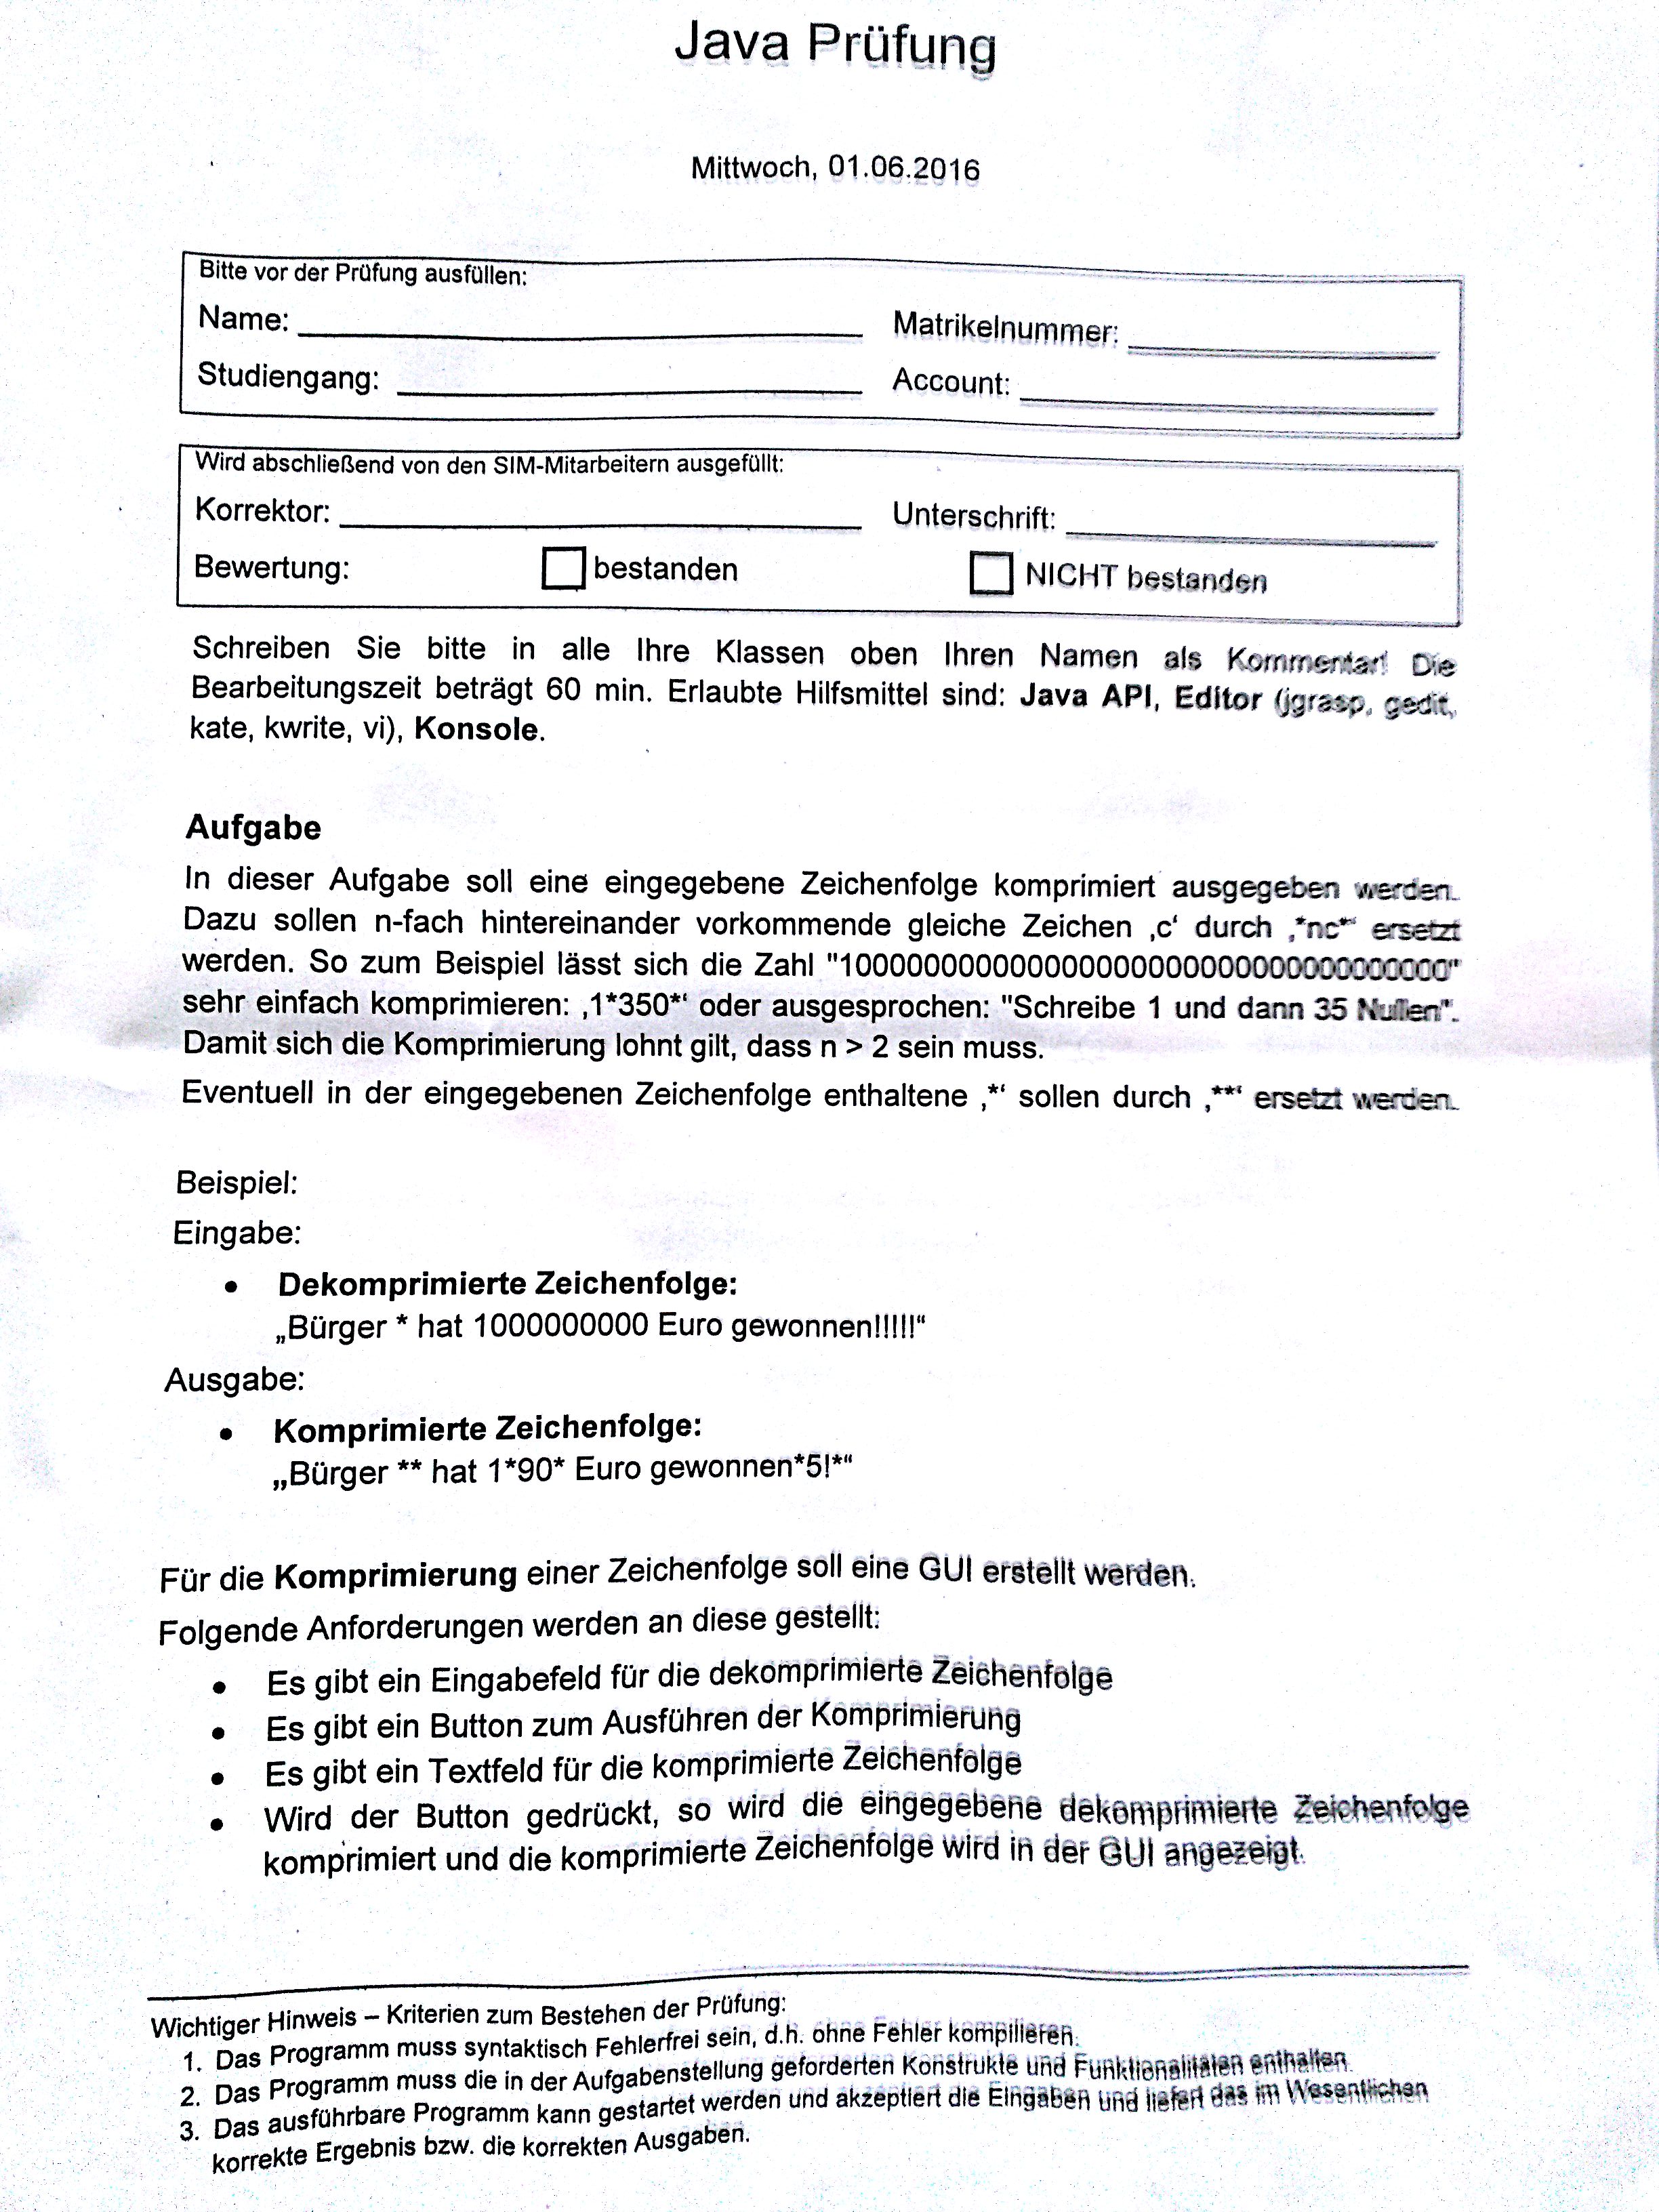 Java Prüfung
Mittwoch, 01.06.2016
Bitte vor der Prüfung ausfüllen:
Name: Matrikelnummer:
Studiengang: Account:
Wird abschließend von den SIM-Mitarbeitern ausgefüllt:
Korrektor: Unterschrift:
Bewertung: bestanden NICHT bestanden
Schreiben Sie bitte in alle Ihre Klassen oben Ihren Namen als Kommentar! Die
Bearbeitungszeit beträgt 60 min. Erlaubte Hilfsmittel sind: Java API, Editor (jgrasp, gedit,
kate, kwrite, vi), Konsole.
Aufgabe
In dieser Aufgabe soll eine eingegebene Zeichenfolge komprimiert ausgegeben werden.
Dazu sollen n-fach hintereinander vorkommende gleiche Zeichen ‚c‘ durch ‚*nc*‘ ersetzt
werden. So zum Beispiel lässt sich die Zahl "100000000000000000000000000000000000"
sehr einfach komprimieren: ‚1*350*‘ oder ausgesprochen: "Schreibe 1 und dann 35 Nullen".
Damit sich die Komprimierung lohnt gilt, dass n > 2 sein muss.
Eventuell in der eingegebenen Zeichenfolge enthaltene ‚*‘ sollen durch ‚**‘ ersetzt werden.
Beispiel:
Eingabe:
• Dekomprimierte Zeichenfolge:
„Bürger * hat 1000000000 Euro gewonnen!!!!!“
Ausgabe:
• Komprimierte Zeichenfolge:
„Bürger ** hat 1*90* Euro gewonnen*5!*“
Für die Komprimierung einer Zeichenfolge soll eine GUI erstellt werden.
Folgende Anforderungen werden an diese gestellt:
• Es gibt ein Eingabefeld für die dekomprimierte Zeichenfolge
• Es gibt ein Button zum Ausführen der Komprimierung
• Es gibt ein Textfeld für die komprimierte Zeichenfolge
• Wird der Button gedrückt, so wird die eingegebene dekomprimierte Zeichenfolge
komprimiert und die komprimierte Zeichenfolge wird in der GUI angezeigt.
Wichtiger Hinweis – Kriterien zum Bestehen der Prüfung:
1. Das Programm muss syntaktisch Fehlerfrei sein, d.h. ohne Fehler kompilieren.
2. Das Programm muss die in der Aufgabenstellung geforderten Konstrukte und Funktionalitäten enthalten.
3. Das ausführbare Programm kann gestartet werden und akzeptiert die Eingaben und liefert das im Wesentlichen
korrekte Ergebnis bzw. die korrekten Ausgaben.